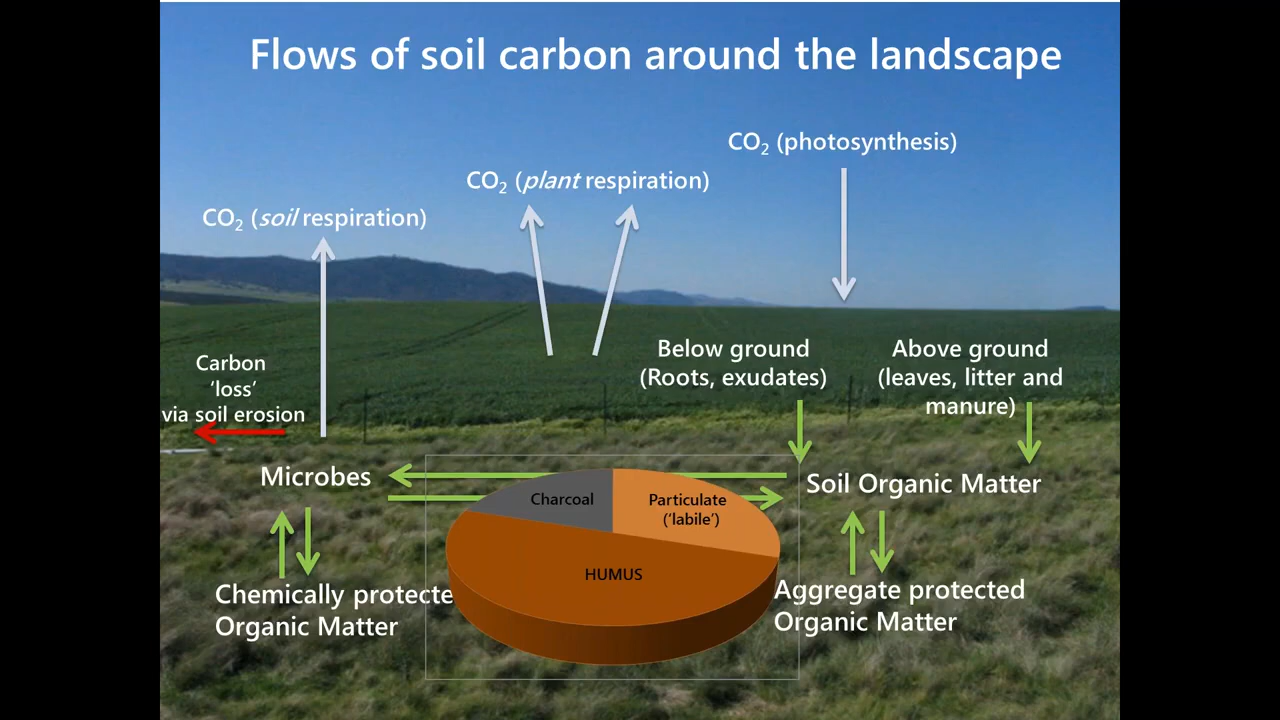 Flows of soil carbon around the landscape
CO₂ (photosynthesis)
CO₂ (plant respiration)
CO₂ (soil respiration)
Carbon
‘loss’
via soil erosion
Below ground
(Roots, exudates)
Above ground
(leaves, litter and
manure)
Microbes
Soil Organic Matter
Charcoal
Particulate
(‘labile’)
HUMUS
Chemically protecte
Organic Matter
Aggregate protected
Organic Matter